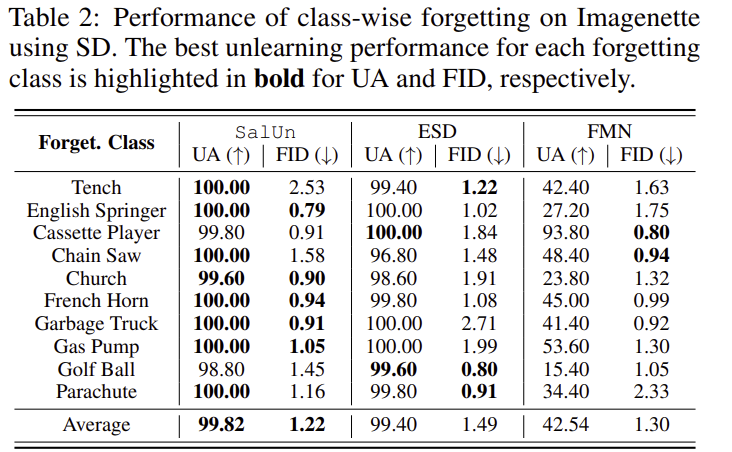 Table 2: Performance of class-wise forgetting on Imagenette
using SD. The best unlearning performance for each forgetting
class is highlighted in bold for UA and FID, respectively.
Forget. Class | SalUn | ESD | FMN
UA (↑) | FID (↓) | UA (↑) | FID (↓) | UA (↑) | FID (↓)
Tench | 100.00 2.53 | 99.40 1.22 | 42.40 1.63
English Springer | 100.00 0.79 | 100.00 1.02 | 27.20 1.75
Cassette Player | 99.80 0.91 | 100.00 1.84 | 93.80 0.80
Chain Saw | 100.00 1.58 | 96.80 1.48 | 48.40 0.94
Church | 99.60 0.90 | 98.60 1.91 | 23.80 1.32
French Horn | 100.00 0.94 | 99.80 1.08 | 45.00 0.99
Garbage Truck | 100.00 0.91 | 100.00 2.71 | 41.40 0.92
Gas Pump | 100.00 1.05 | 100.00 1.99 | 53.60 1.30
Golf Ball | 98.80 1.45 | 99.60 0.80 | 15.40 1.05
Parachute | 100.00 1.16 | 99.80 0.91 | 34.40 2.33
Average | 99.82 1.22 | 99.40 1.49 | 42.54 1.30